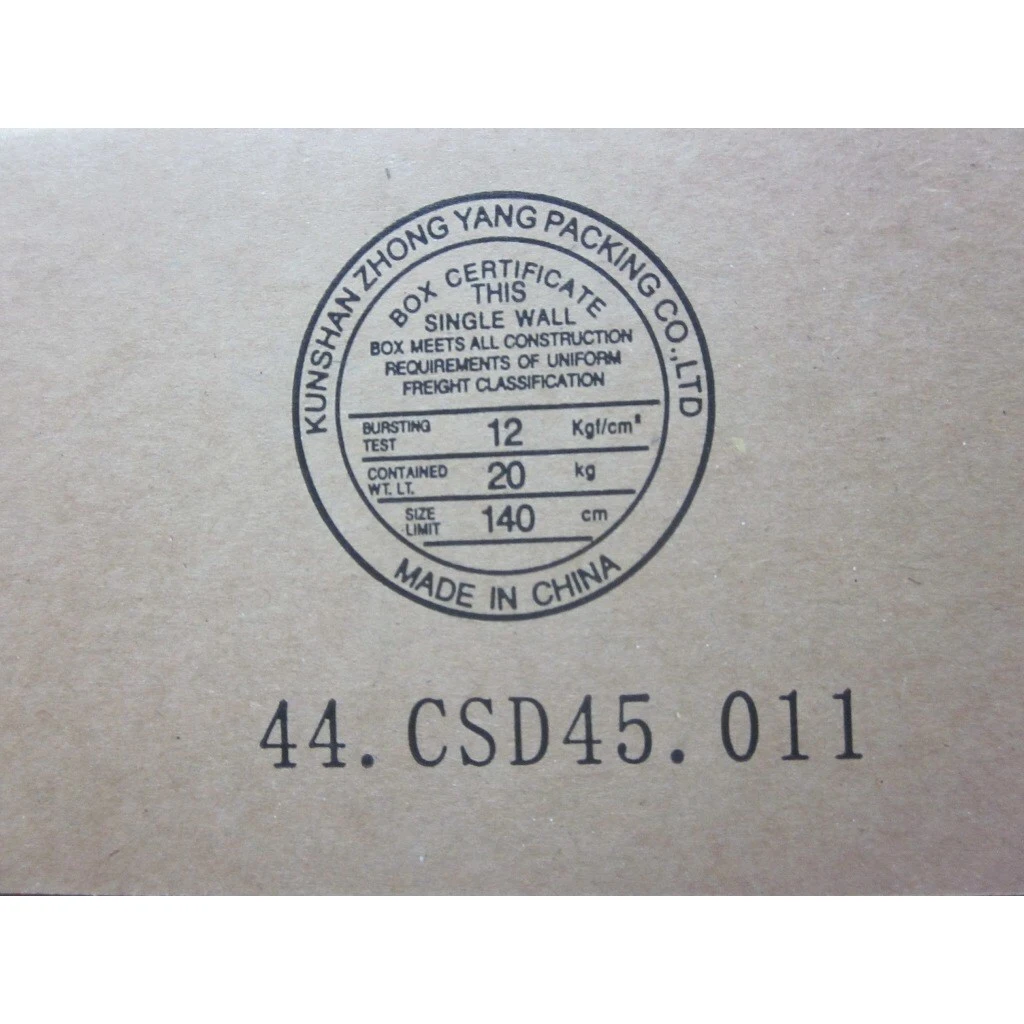 KUNSHAN ZHONG YANG PACKING CO.,LTD
BOX CERTIFICATE
THIS
SINGLE WALL
BOX MEETS ALL CONSTRUCTION
REQUIREMENTS OF UNIFORM
FREIGHT CLASSIFICATION
BURSTING TEST 12 Kgf/cm²
CONTAINED WT. LT. 20 kg
SIZE LIMIT 140 cm
MADE IN CHINA
44.CSD45.011